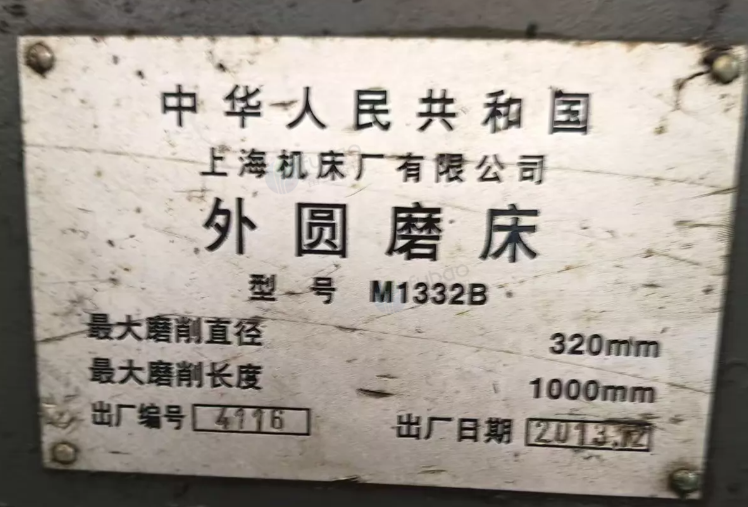 中华人民共和国
上海机床厂有限公司
外圆磨床
型号 M1332B
最大磨削直径 320mm
最大磨削长度 1000mm
出厂编号 4116 出厂日期 2013.12